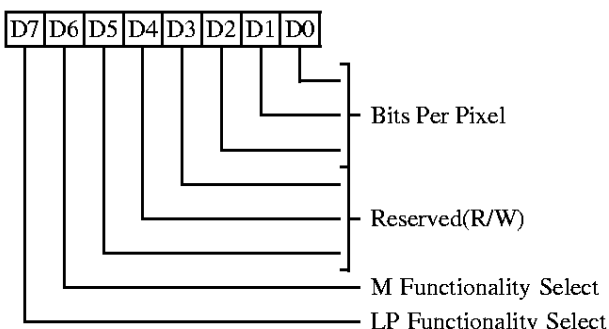 D7 D6 D5 D4 D3 D2 D1 D0
Bits Per Pixel
Reserved(R/W)
M Functionality Select
LP Functionality Select